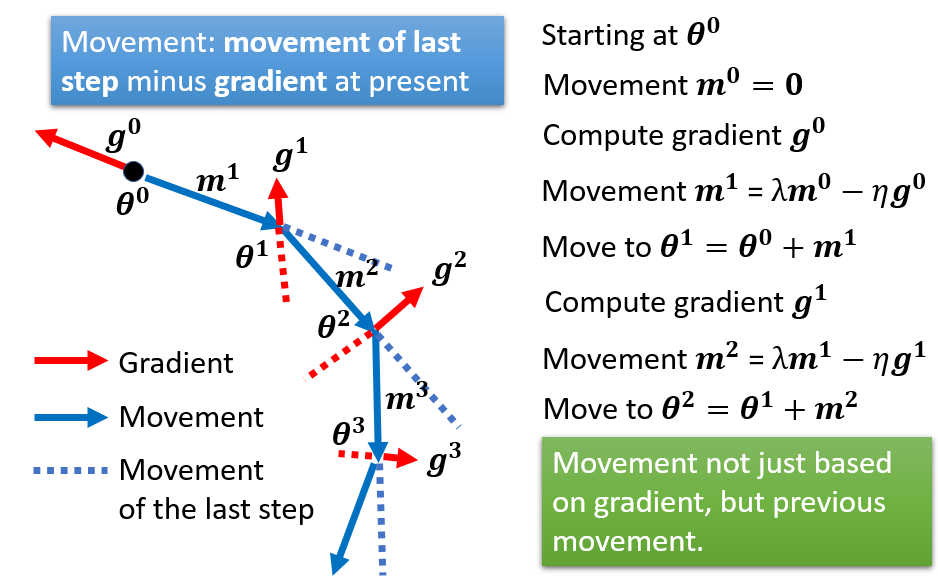 Movement: movement of last
step minus gradient at present
g⁰
θ⁰
m¹
g¹
θ¹
m²
g²
θ²
m³
θ³
g³
Gradient
Movement
Movement
of the last step
Starting at θ⁰
Movement m⁰ = 0
Compute gradient g⁰
Movement m¹ = λm⁰ − ηg⁰
Move to θ¹ = θ⁰ + m¹
Compute gradient g¹
Movement m² = λm¹ − ηg¹
Move to θ² = θ¹ + m²
Movement not just based
on gradient, but previous
movement.